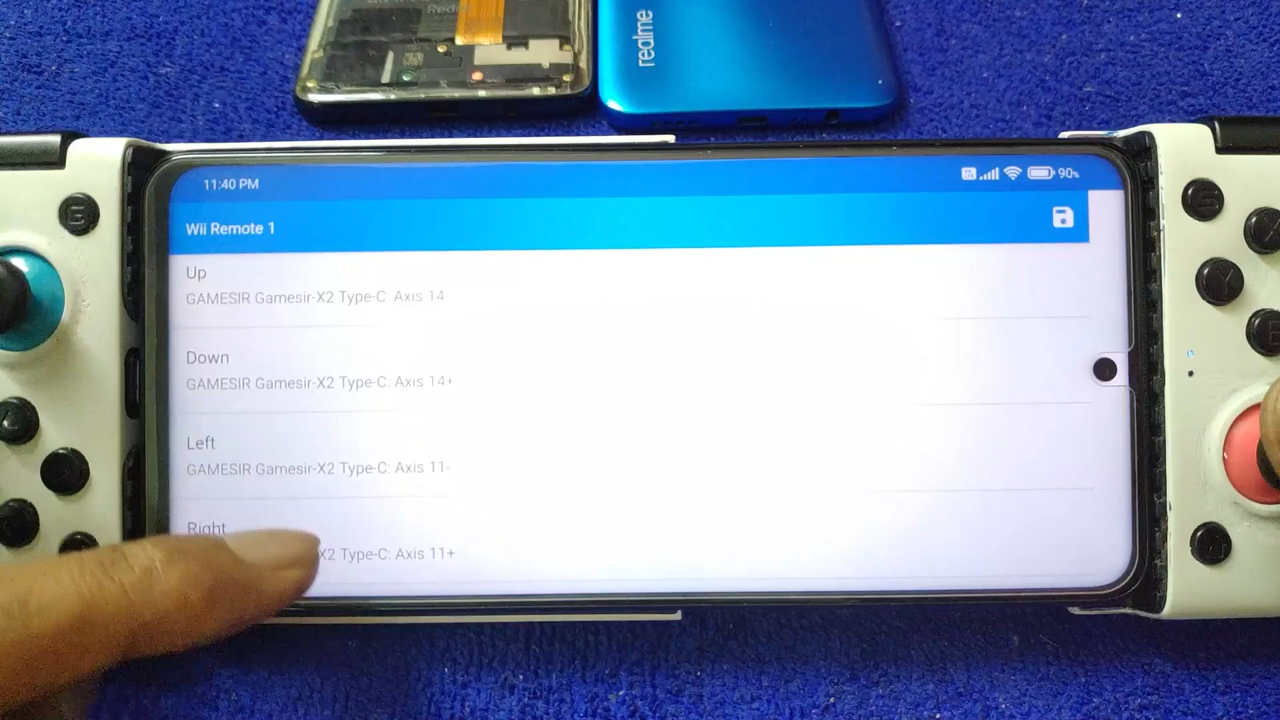 Redmi
realme
11:40 PM
90%
Wii Remote 1
Up
GAMESIR Gamesir-X2 Type-C: Axis 14
Down
GAMESIR Gamesir-X2 Type-C: Axis 14+
Left
GAMESIR Gamesir-X2 Type-C: Axis 11-
Right
X2 Type-C: Axis 11+
S
Y
A